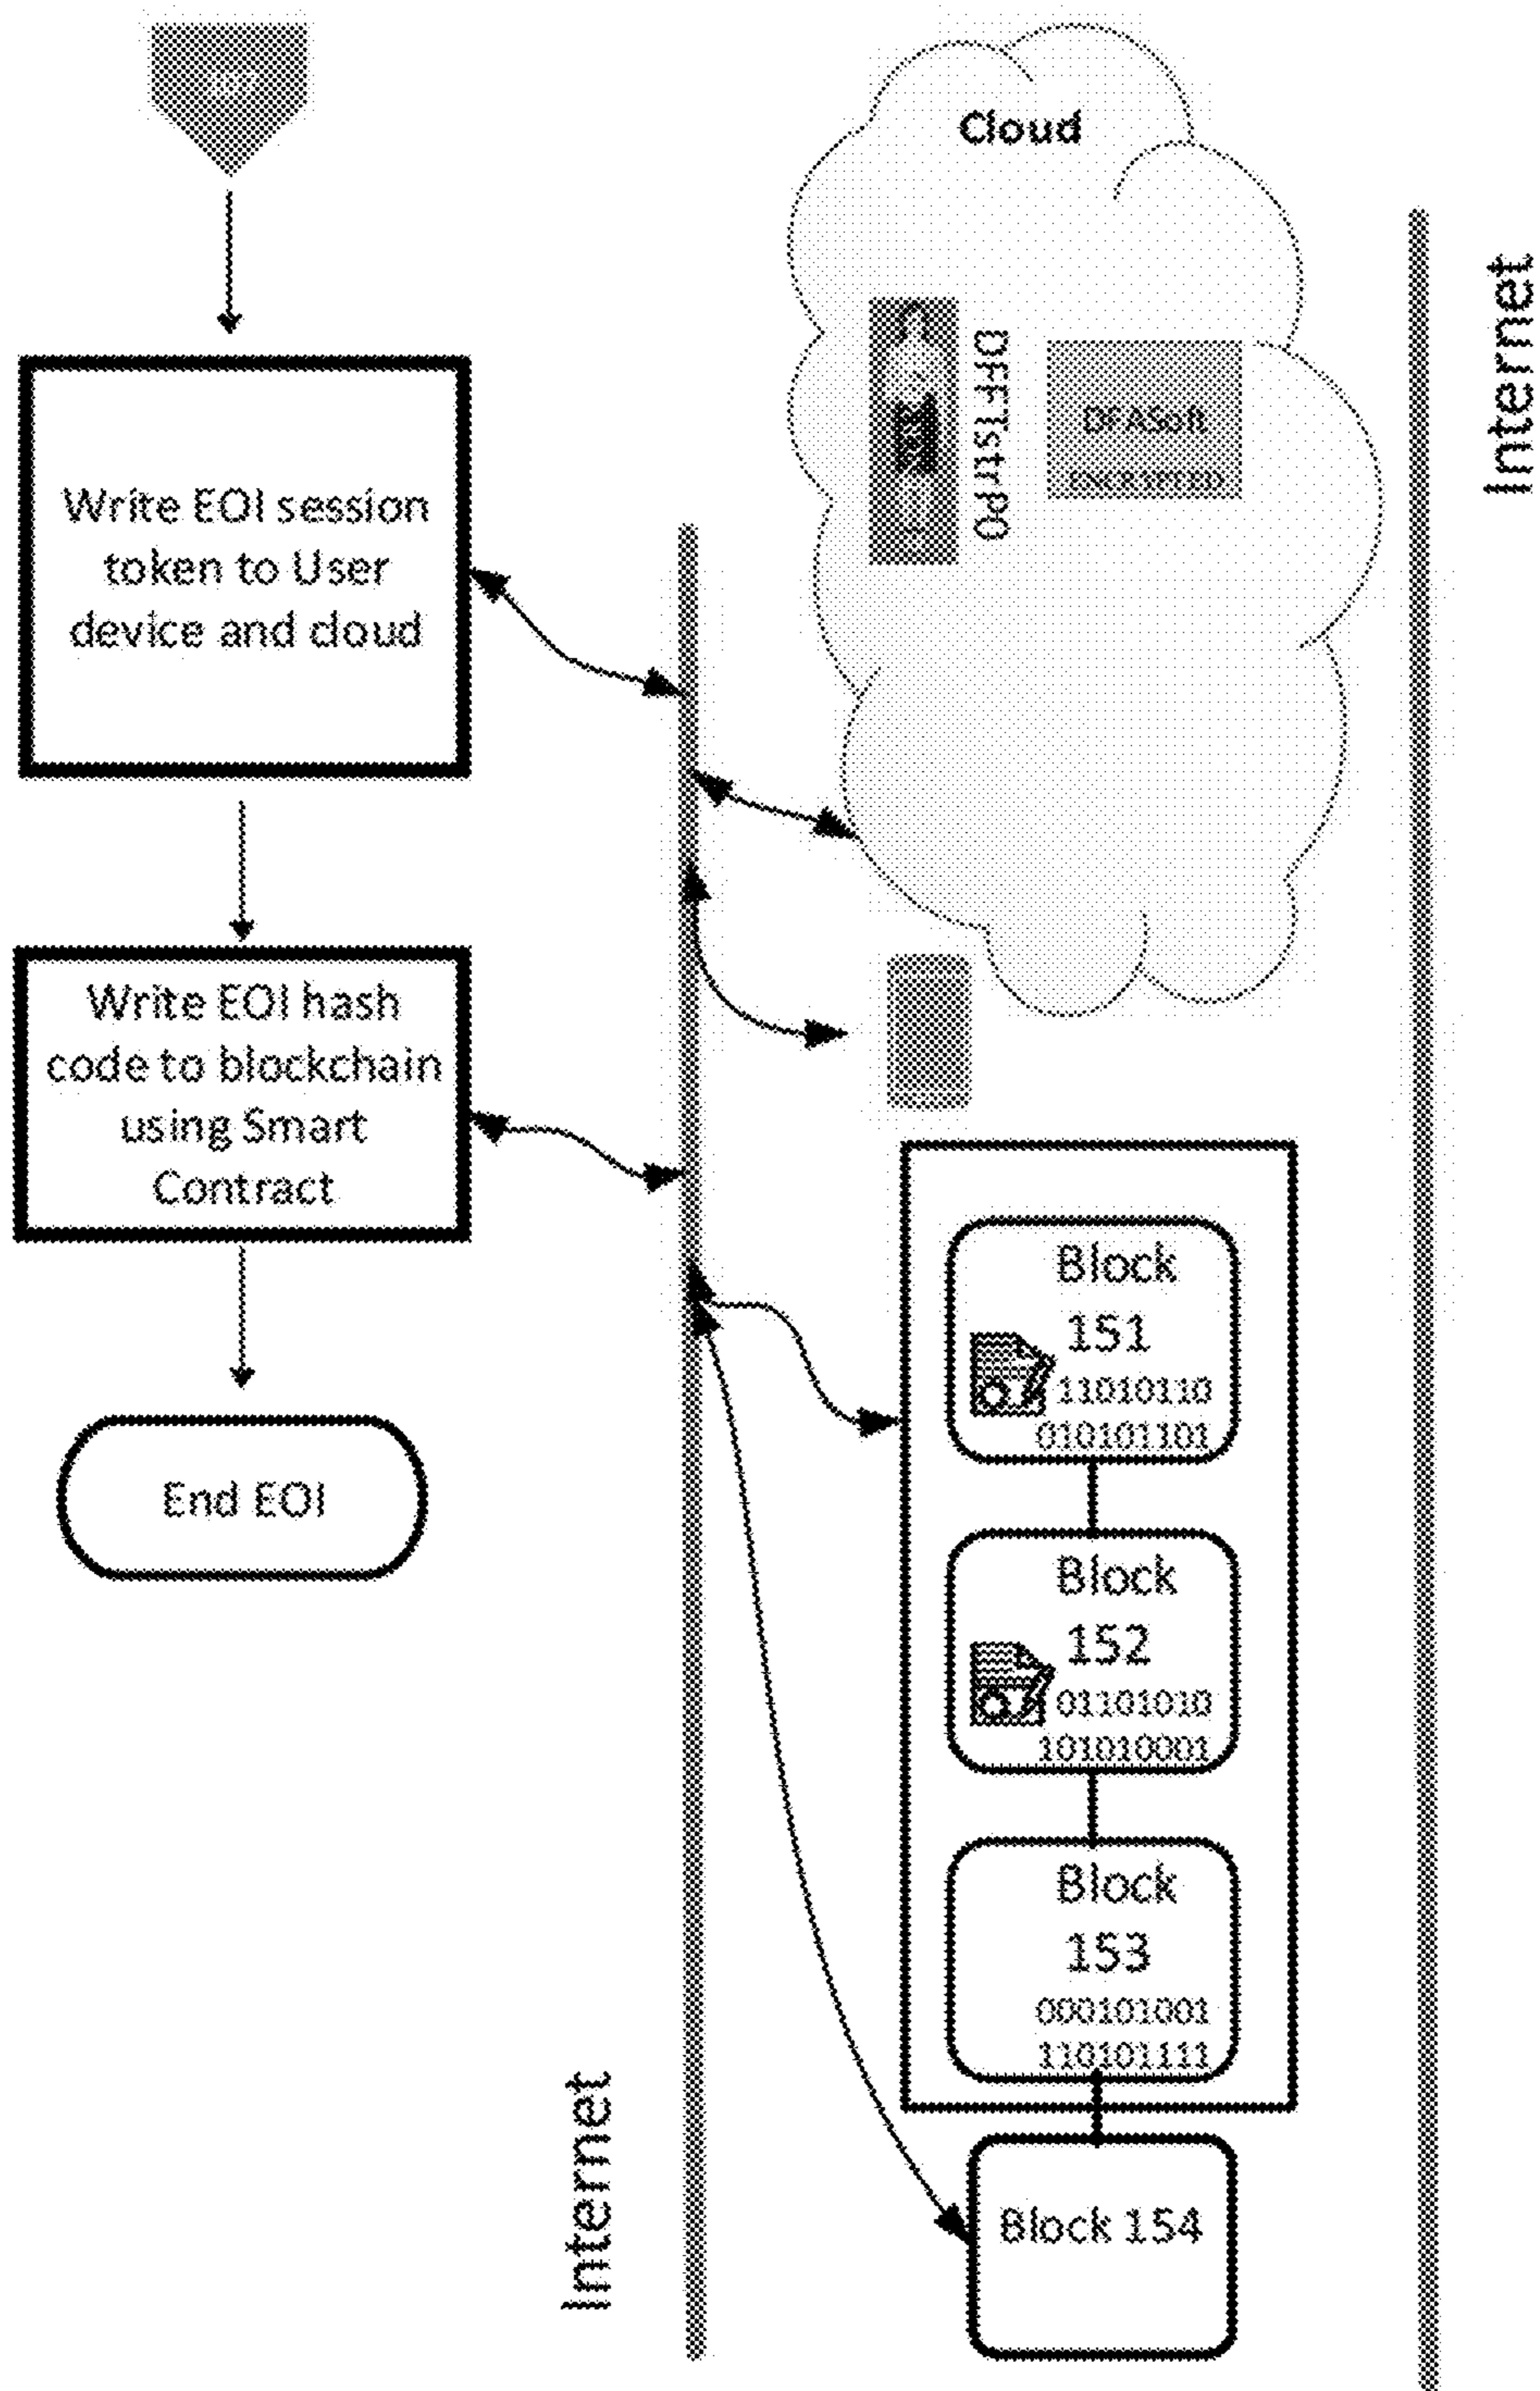 Write EOI session
token to User
device and cloud
Write EOI hash
code to blockchain
using Smart
Contract
End EOI
Internet
Cloud
DFFIstrPO
DFASoft
ENCRYPTED
Block
151
11010110
010101101
Block
152
01101010
101010001
Block
153
000101001
110101111
Block 154
Internet